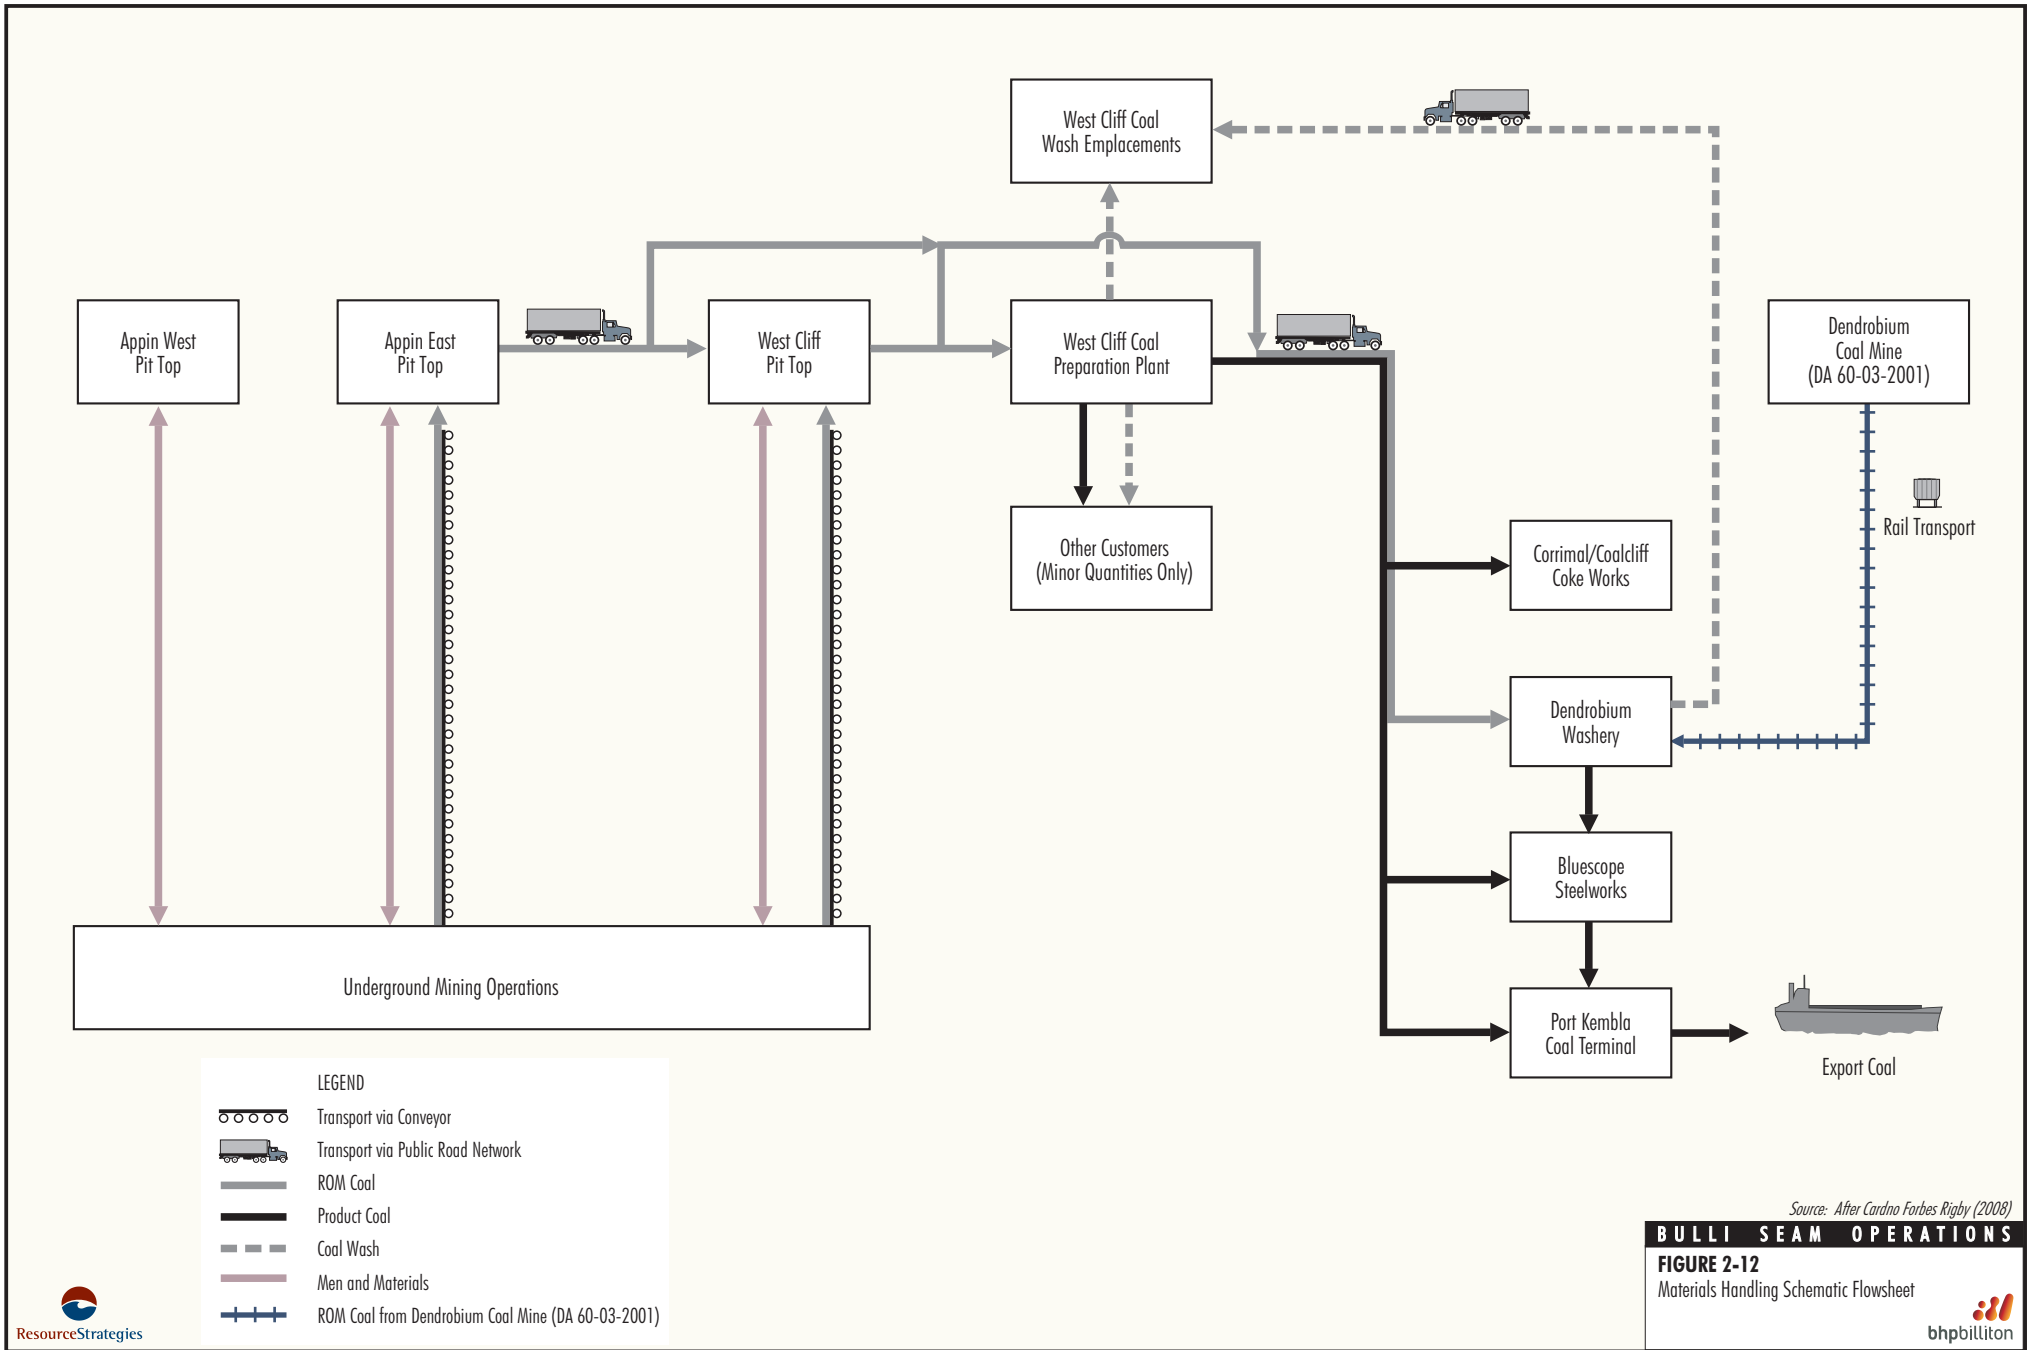 West Cliff Coal
Wash Emplacements
Appin West
Pit Top
Appin East
Pit Top
West Cliff
Pit Top
West Cliff Coal
Preparation Plant
Dendrobium
Coal Mine
(DA 60-03-2001)
Rail Transport
Other Customers
(Minor Quantities Only)
Corrimal/Coalcliff
Coke Works
Dendrobium
Washery
Bluescope
Steelworks
Underground Mining Operations
Port Kembla
Coal Terminal
Export Coal
LEGEND
Transport via Conveyor
Transport via Public Road Network
ROM Coal
Product Coal
Coal Wash
Men and Materials
ROM Coal from Dendrobium Coal Mine (DA 60-03-2001)
Source: After Cardno Forbes Rigby (2008)
BULLI SEAM OPERATIONS
FIGURE 2-12
Materials Handling Schematic Flowsheet
ResourceStrategies
bhpbilliton